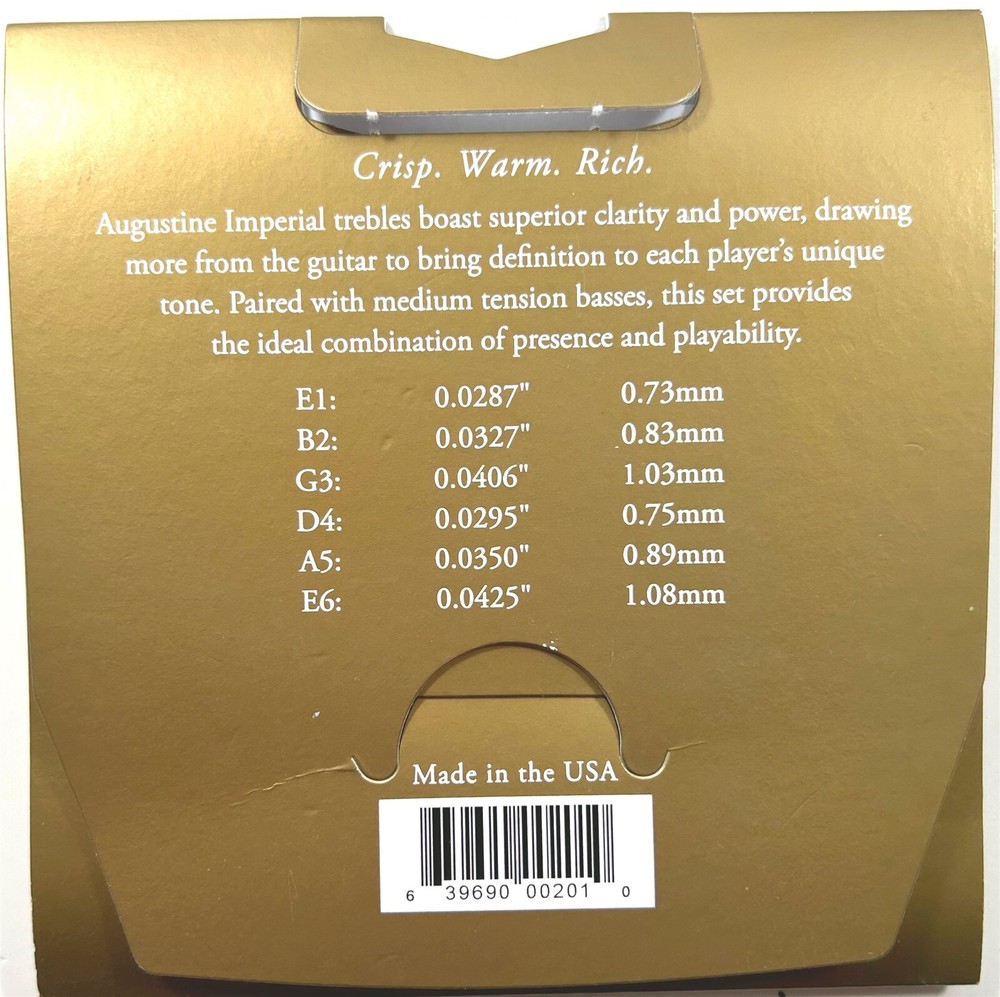 Crisp. Warm. Rich.
Augustine Imperial trebles boast superior clarity and power, drawing
more from the guitar to bring definition to each player’s unique
tone. Paired with medium tension basses, this set provides
the ideal combination of presence and playability.
E1: 0.0287" 0.73mm
B2: 0.0327" 0.83mm
G3: 0.0406" 1.03mm
D4: 0.0295" 0.75mm
A5: 0.0350" 0.89mm
E6: 0.0425" 1.08mm
Made in the USA
6 39690 00201 0